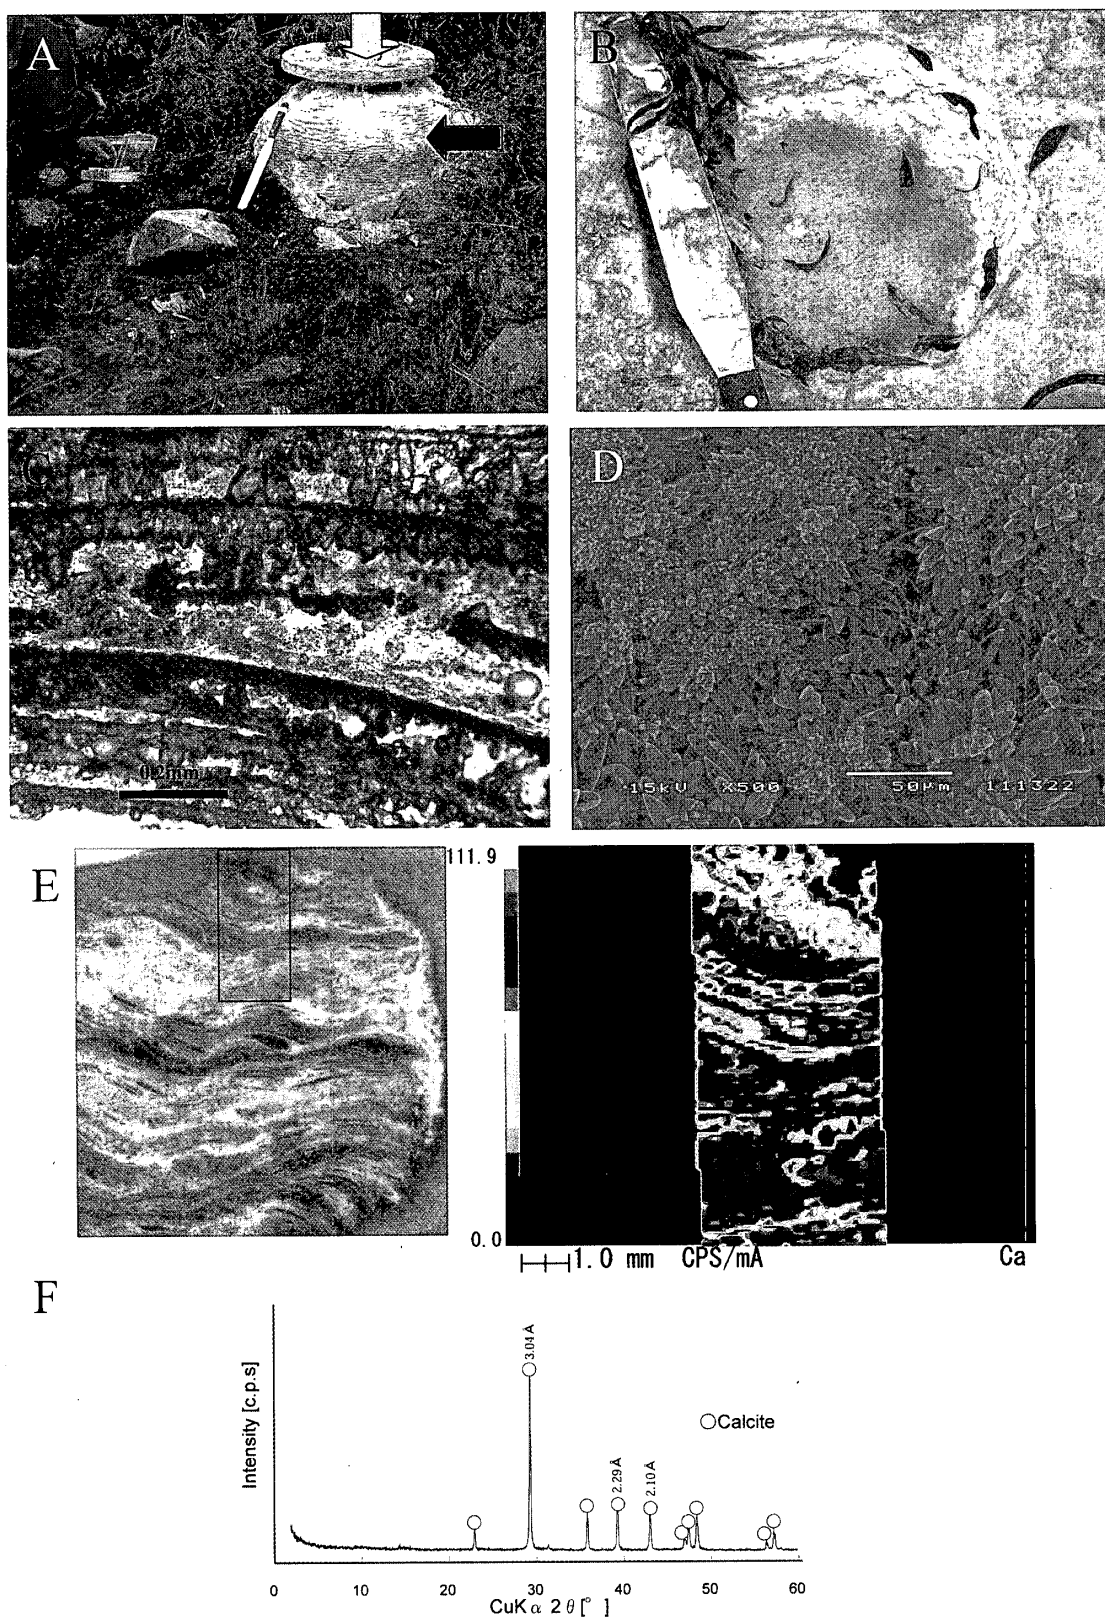 A
B
C
0.2mm
D
15kV X500 50μm 111322
E
111.9
0.0
1.0 mm CPS/mA Ca
F
Intensity [c.p.s]
3.04 Å
2.29 Å
2.10 Å
○Calcite
0 10 20 30 40 50 60
CuKα 2θ[°]